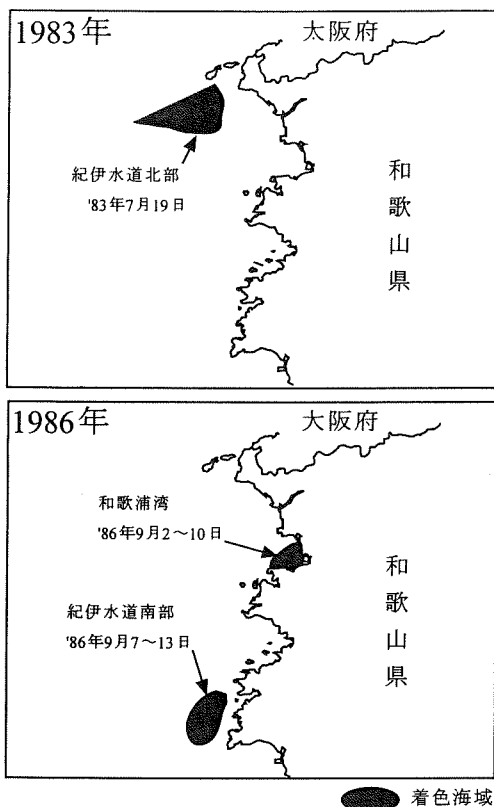 1983年
大阪府
紀伊水道北部
'83年7月19日
和歌山県
1986年
大阪府
和歌浦湾
'86年9月2～10日
紀伊水道南部
'86年9月7～13日
和歌山県
着色海域